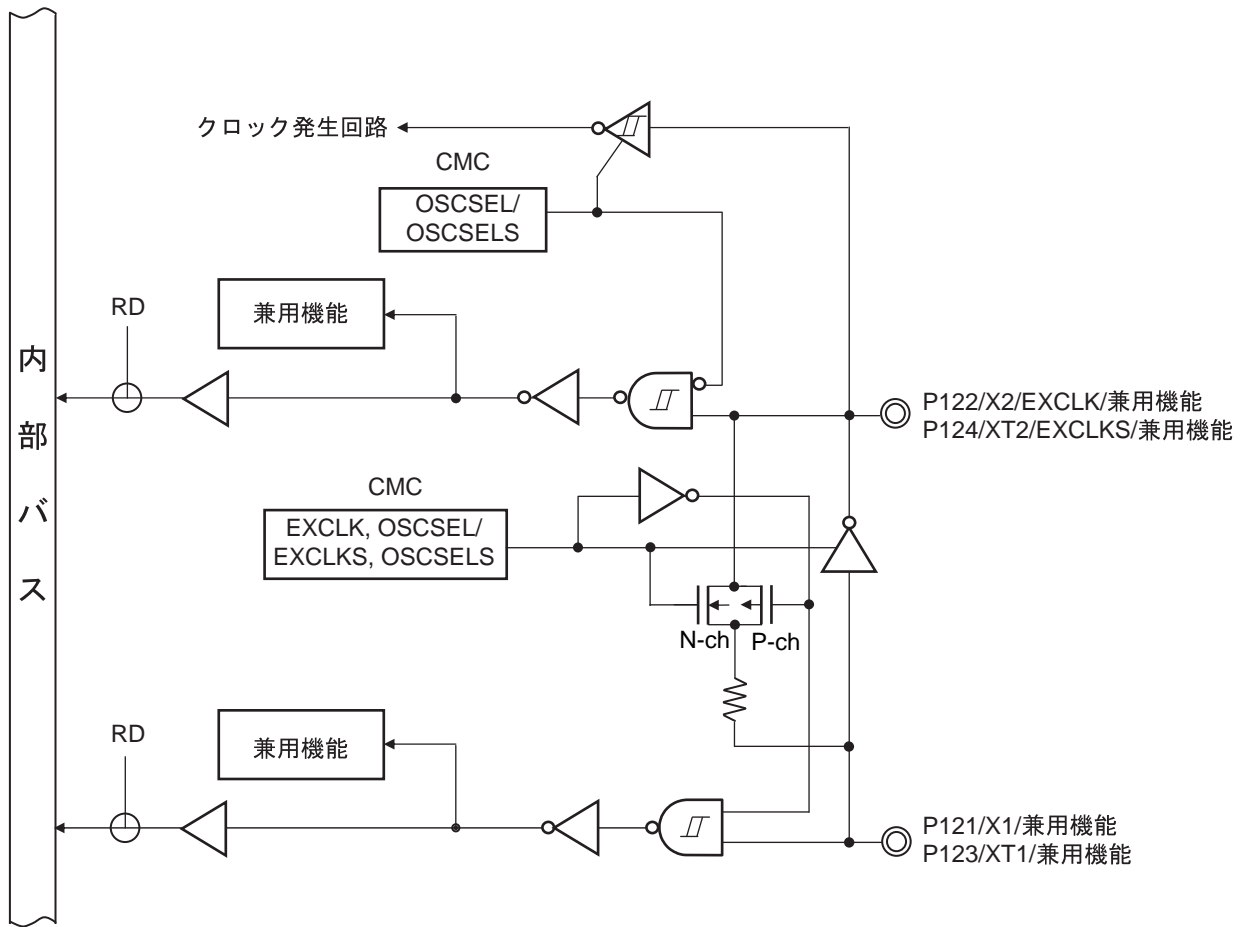 クロック発生回路
CMC
OSCSEL/
OSCSELS
RD
兼用機能
内部バス
P122/X2/EXCLK/兼用機能
P124/XT2/EXCLKS/兼用機能
CMC
EXCLK, OSCSEL/
EXCLKS, OSCSELS
N-ch
P-ch
RD
兼用機能
P121/X1/兼用機能
P123/XT1/兼用機能